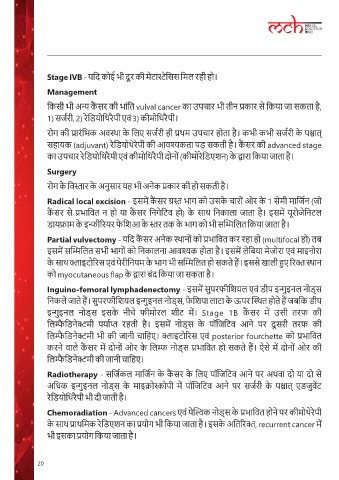 mch
Stage IVB - यदि कोई भी दूर की मेटास्टेसिस मिल रही हो।
Management
किसी भी अन्य कैंसर की भांति vulval cancer का उपचार भी तीन प्रकार से किया जा सकता है,
1) सर्जरी, 2) रेडियोथिरैपी एवं 3) कीमोथिरैपी।
रोग की प्रारंभिक अवस्था के लिए सर्जरी ही प्रथम उपचार होता है। कभी कभी सर्जरी के पश्चात्
सहायक (adjuvant) रेडियोथेरेपी की आवश्यकता पड़ सकती है। कैंसर की advanced stage
का उपचार रेडियोथिरैपी एवं कीमोथिरैपी दोनों (कीमोरेडिएशन) के द्वारा किया जाता है।
Surgery
रोग के विस्तार के अनुसार यह भी अनेक प्रकार की हो सकती है।
Radical local excision - इसमें कैंसर ग्रस्त भाग को उसके चारों ओर के 1 सेमी मार्जिन (जो
कैंसर से प्रभावित न हो या कैंसर निगेटिव हो) के साथ निकाला जाता है। इसमें यूरोजेनिटल
डायफ्राम के इन्फीरियर फेशिआ के स्तर तक के भाग को भी सम्मिलित किया जाता है।
Partial vulvectomy - यदि कैंसर अनेक स्थानों को प्रभावित कर रहा हो (multifocal हो) तब
इसमें सम्मिलित सभी भागों को निकालना आवश्यक होता है। इसमें लेबिया मेजोरा एवं माइनोरा
के साथ क्लाइटोरिस एवं पेरीनियम के भाग भी सम्मिलित हो सकते हैं। इससे खाली हुए रिक्त स्थान
को myocutaneous flap के द्वारा बंद किया जा सकता है।
Inguino-femoral lymphadenectomy - इसमें सुपरफीशियल एवं डीप इन्गुइनल नोड्स
निकले जाते हैं। सुपरफीशियल इन्गुइनल नोड्स, फेशिया लाटा के ऊपर स्थित होते हैं जबकि डीप
इन्गुइनल नोड्स इसके नीचे फीमोरल शीट में। Stage 1B कैंसर में उसी तरफ की
लिम्फैडिनेक्टमी पर्याप्त रहती है। इसमें नोड्स के पॉजिटिव आने पर दूसरी तरफ की
लिम्फैडिनेक्टमी भी की जानी चाहिए। क्लाइटोरिस एवं posterior fourchette को प्रभावित
करने वाले कैंसर में दोनों ओर के लिम्फ नोड्स प्रभावित हो सकते हैं। ऐसे में दोनों ओर की
लिम्फैडिनेक्टमी की जानी चाहिए।
Radiotherapy - सर्जिकल मार्जिन के कैंसर के लिए पॉजिटिव आने पर अथवा दो या दो से
अधिक इन्गुइनल नोड्स के माइक्रोस्कोपी में पॉजिटिव आने पर सर्जरी के पश्चात् एडजुवेंट
रेडियोथिरैपी भी दी जाती है।
Chemoradiation - Advanced cancers एवं पेल्विक नोड्स के प्रभावित होने पर कीमोथेरेपी
के साथ प्राथमिक रेडिएशन का प्रयोग भी किया जाता है। इसके अतिरिक्त, recurrent cancer में
भी इसका प्रयोग किया जाता है।
20